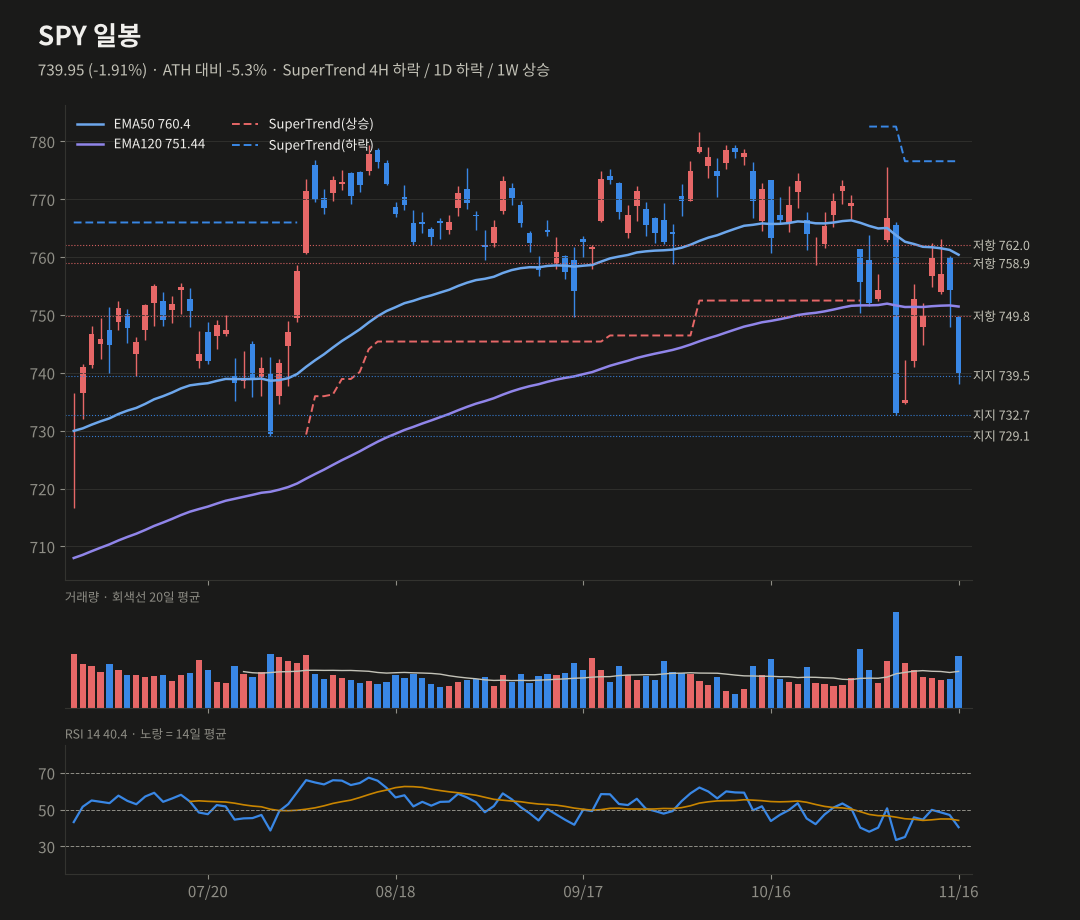 SPY 일봉
739.95 (-1.91%) · ATH 대비 -5.3% · SuperTrend 4H 하락 / 1D 하락 / 1W 상승
EMA50 760.4
SuperTrend(상승)
EMA120 751.44
SuperTrend(하락)
780
770
760
750
740
730
720
710
저항 762.0
저항 758.9
저항 749.8
지지 739.5
지지 732.7
지지 729.1
거래량 · 회색선 20일 평균
RSI 14 40.4 · 노랑 = 14일 평균
70
50
30
07/20
08/18
09/17
10/16
11/16